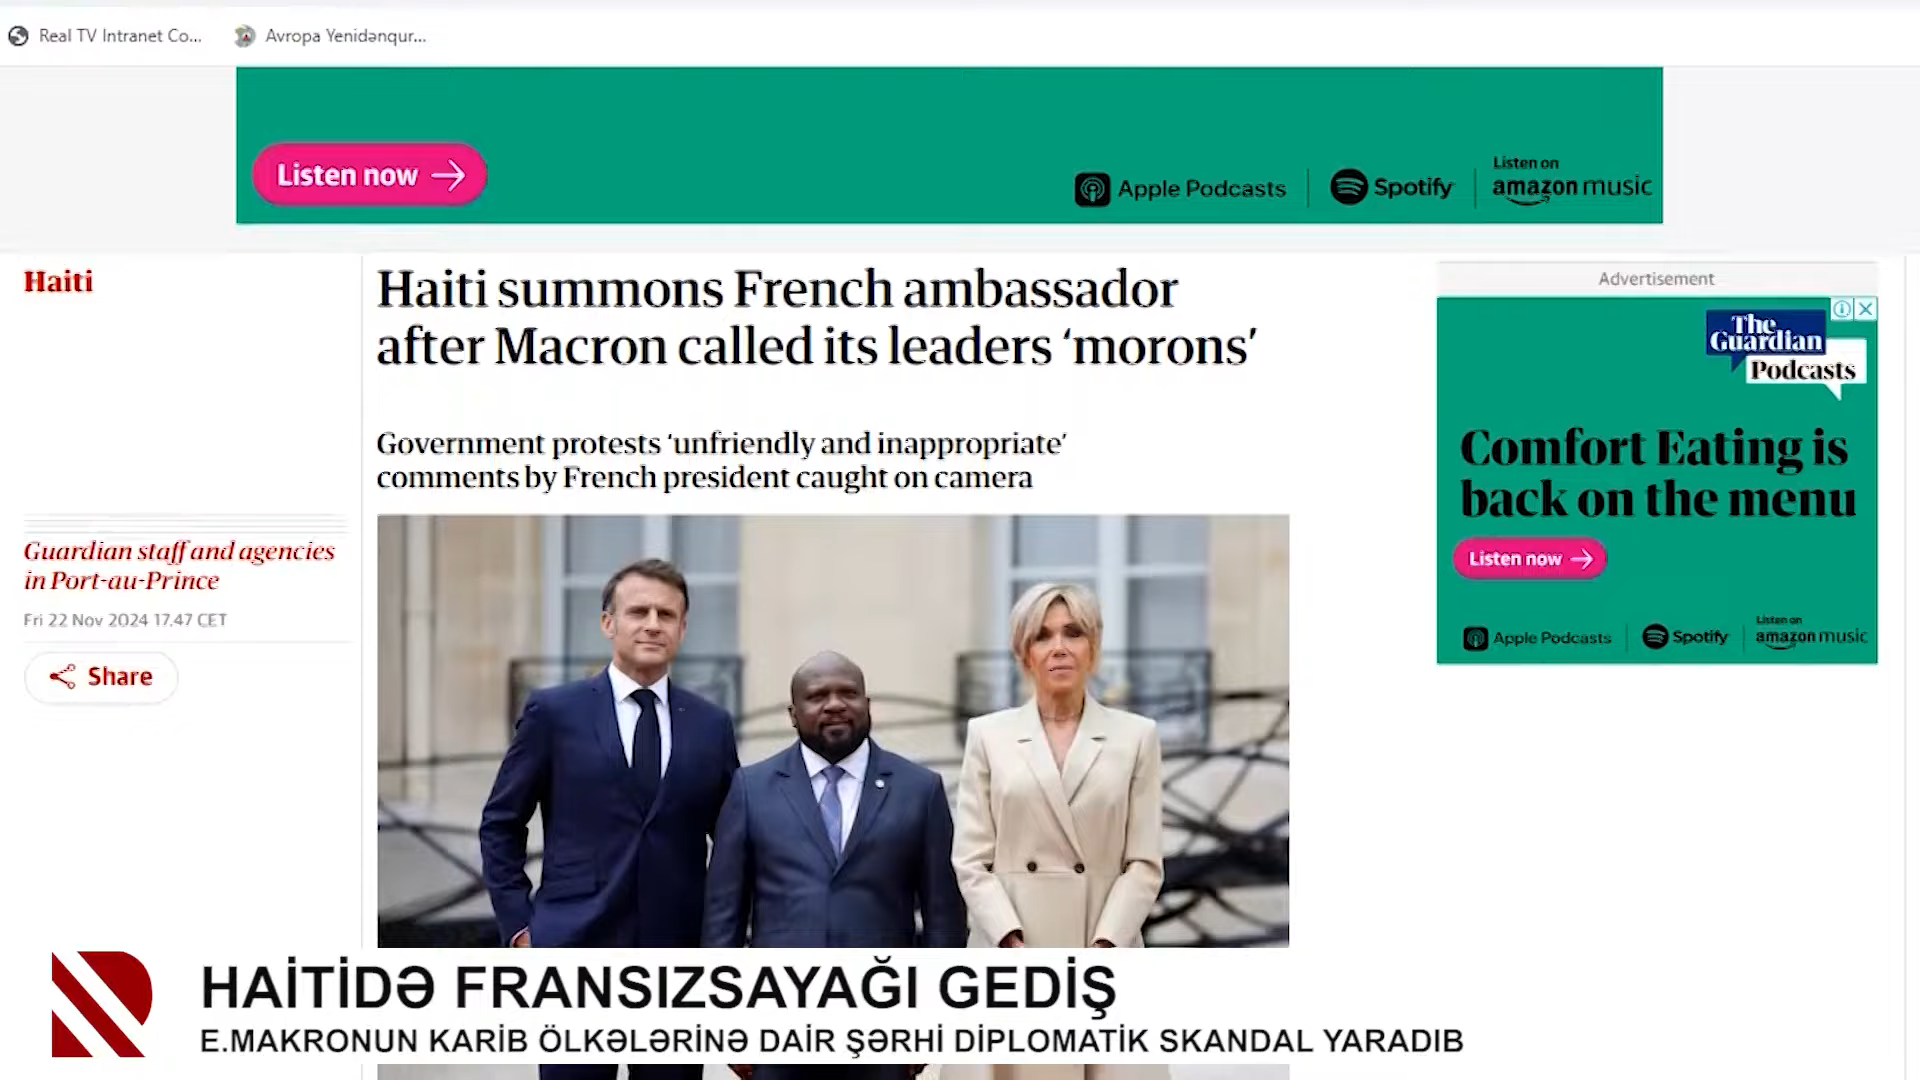 Real TV Intranet Co...
Avropa Yenidənqur...
Listen now
Apple Podcasts
Spotify
Listen on
amazon music
Haiti
Haiti summons French ambassador
after Macron called its leaders ‘morons’
Government protests ‘unfriendly and inappropriate’
comments by French president caught on camera
Guardian staff and agencies
in Port-au-Prince
Fri 22 Nov 2024 17.47 CET
Share
Advertisement
The
Guardian
Podcasts
Comfort Eating is
back on the menu
Listen now
Apple Podcasts
Spotify
Listen on
amazon music
HAİTİDƏ FRANSIZSAYAĞI GEDİŞ
E.MAKRONUN KARİB ÖLKƏLƏRİNƏ DAİR ŞƏRHİ DİPLOMATİK SKANDAL YARADIB